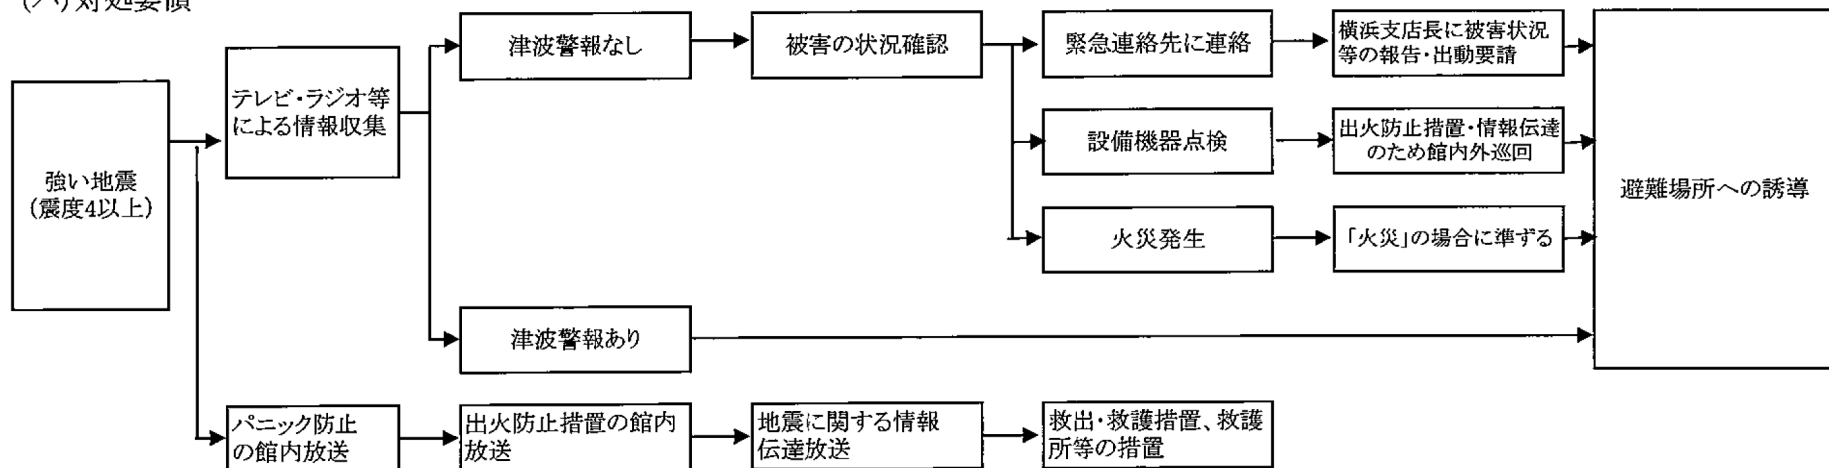 対処要領
強い地震
(震度4以上)
テレビ・ラジオ等
による情報収集
津波警報なし
被害の状況確認
緊急連絡先に連絡
横浜支店長に被害状況
等の報告・出動要請
設備機器点検
出火防止措置・情報伝達
のため館内外巡回
火災発生
「火災」の場合に準ずる
避難場所への誘導
津波警報あり
パニック防止
の館内放送
出火防止措置の館内
放送
地震に関する情報
伝達放送
救出・救護措置、救護
所等の措置